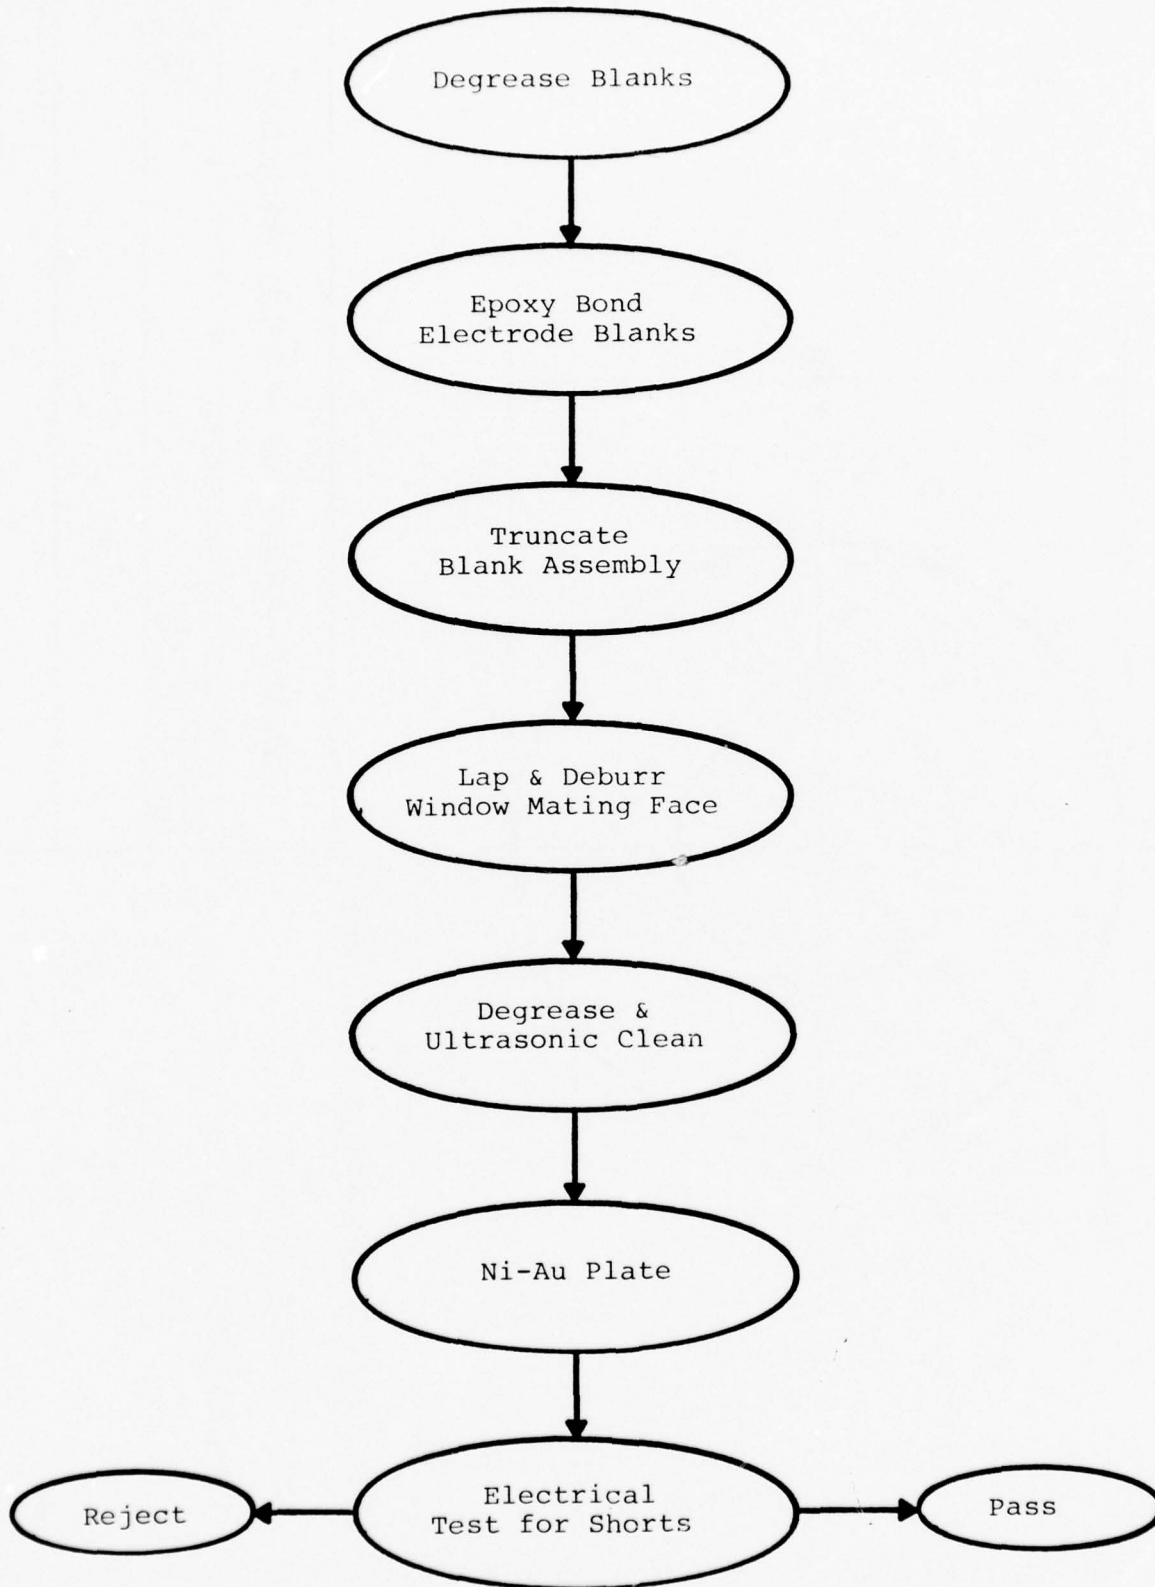 Degrease Blanks
Epoxy Bond
Electrode Blanks
Truncate
Blank Assembly
Lap & Deburr
Window Mating Face
Degrease &
Ultrasonic Clean
Ni-Au Plate
Electrical
Test for Shorts
Reject
Pass